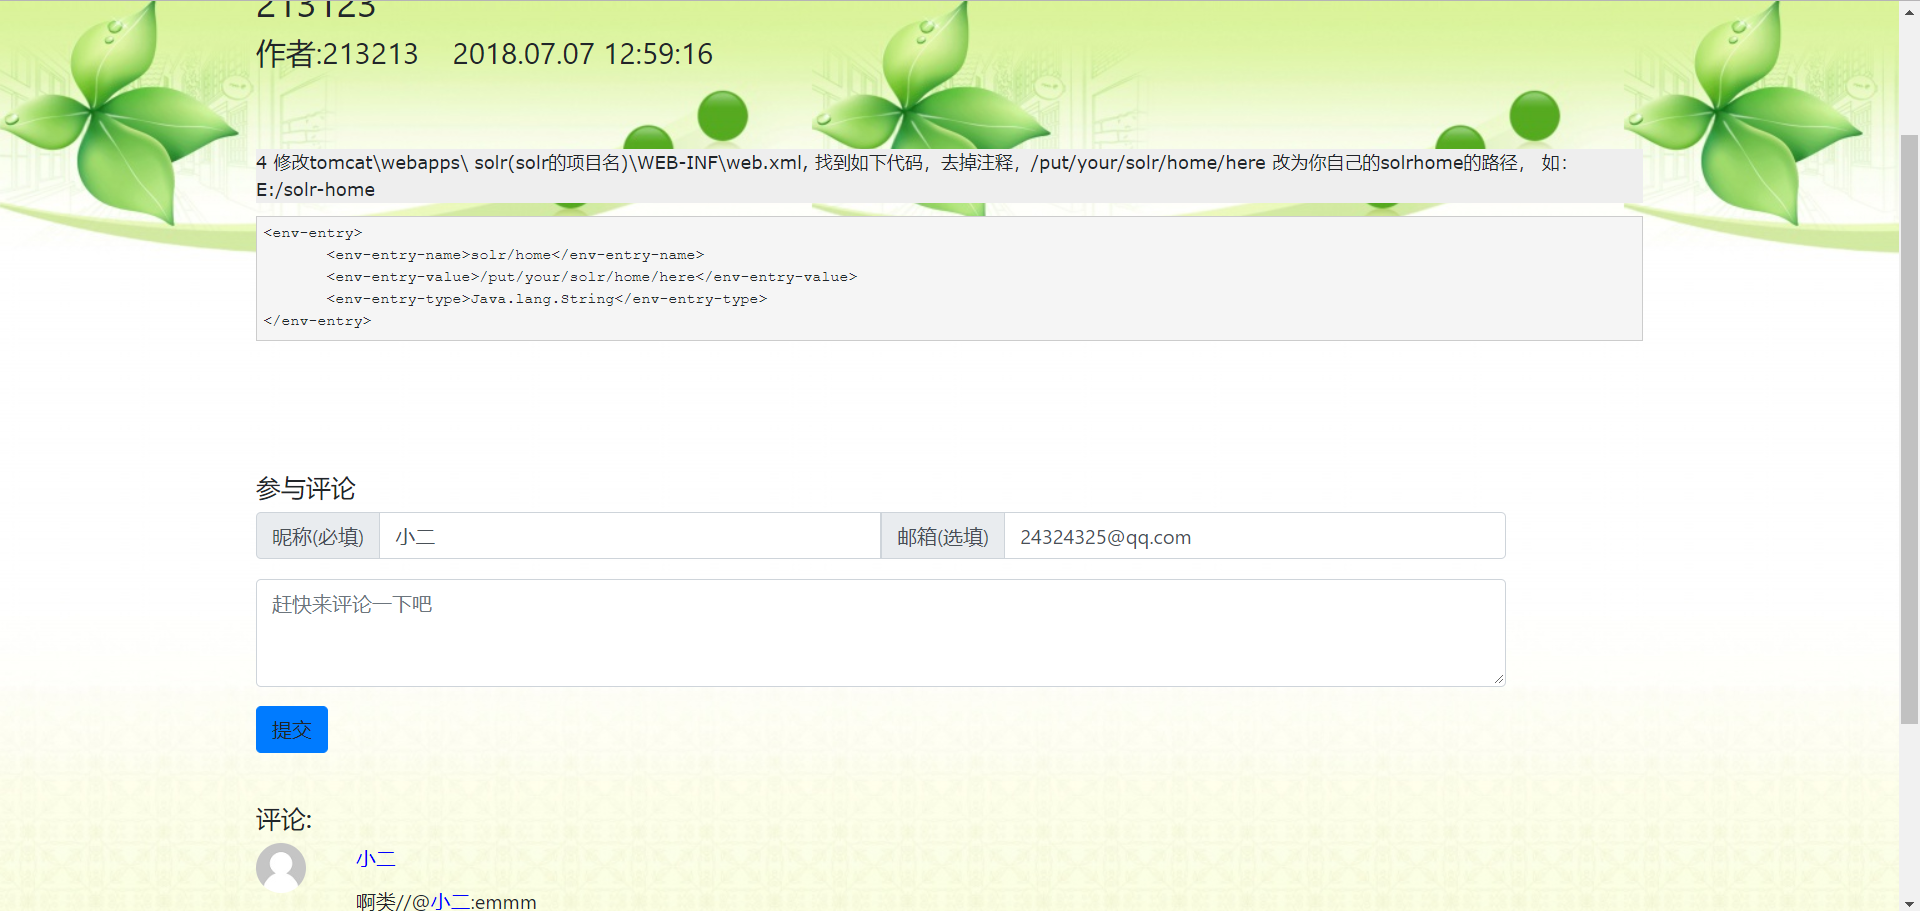 213123
作者:213213 2018.07.07 12:59:16
4 修改tomcat\webapps\ solr(solr的项目名)\WEB-INF\web.xml, 找到如下代码，去掉注释，/put/your/solr/home/here 改为你自己的solrhome的路径， 如：
E:/solr-home
<env-entry>
<env-entry-name>solr/home</env-entry-name>
<env-entry-value>/put/your/solr/home/here</env-entry-value>
<env-entry-type>Java.lang.String</env-entry-type>
</env-entry>
参与评论
昵称(必填) 小二 邮箱(选填) 24324325@qq.com
赶快来评论一下吧
提交
评论:
小二
啊类//@小二:emmm